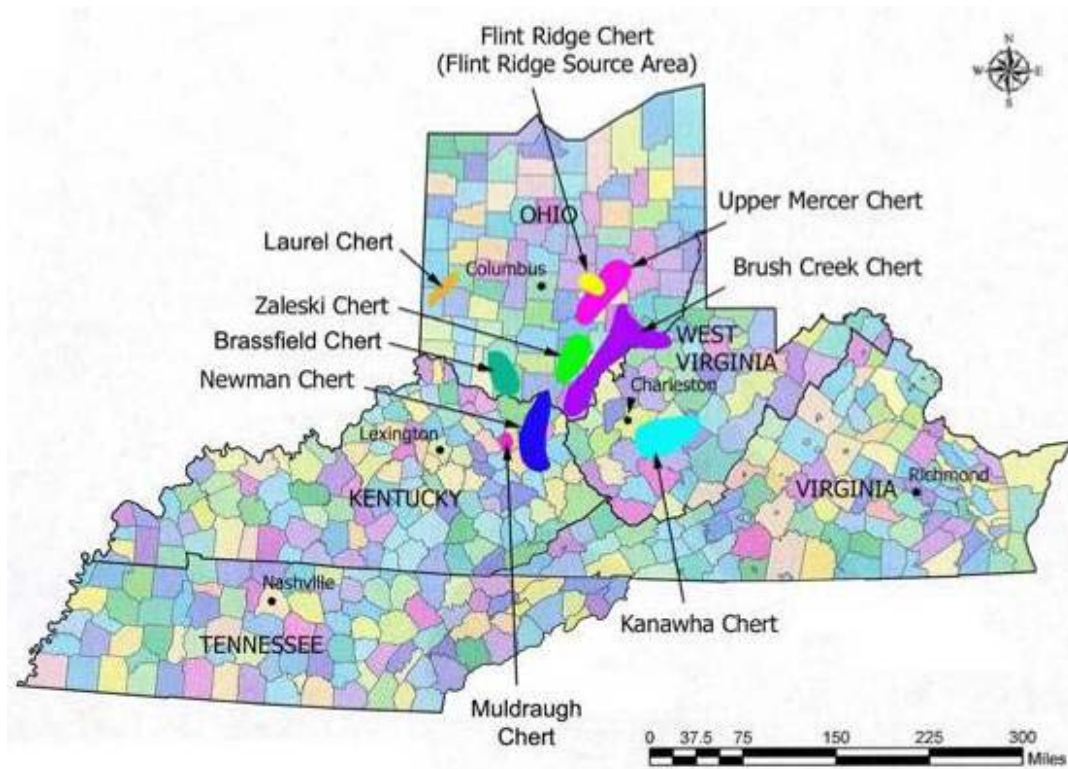 Flint Ridge Chert
(Flint Ridge Source Area)
N
W
E
S
Upper Mercer Chert
OHIO
Laurel Chert
Columbus
Brush Creek Chert
Zaleski Chert
WEST
VIRGINIA
Brassfield Chert
Newman Chert
Charleston
Lexington
KENTUCKY
VIRGINIA
Richmond
Nashville
TENNESSEE
Kanawha Chert
Muldraugh
Chert
0 37.5 75 150 225 300
Miles